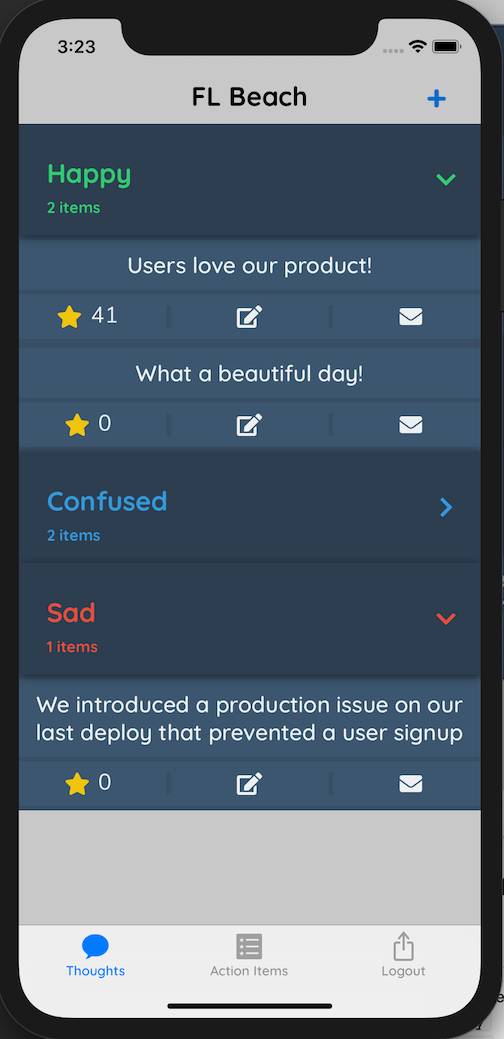 3:23
FL Beach
Happy
2 items
Users love our product!
41
What a beautiful day!
0
Confused
2 items
Sad
1 items
We introduced a production issue on our
last deploy that prevented a user signup
0
Thoughts
Action Items
Logout